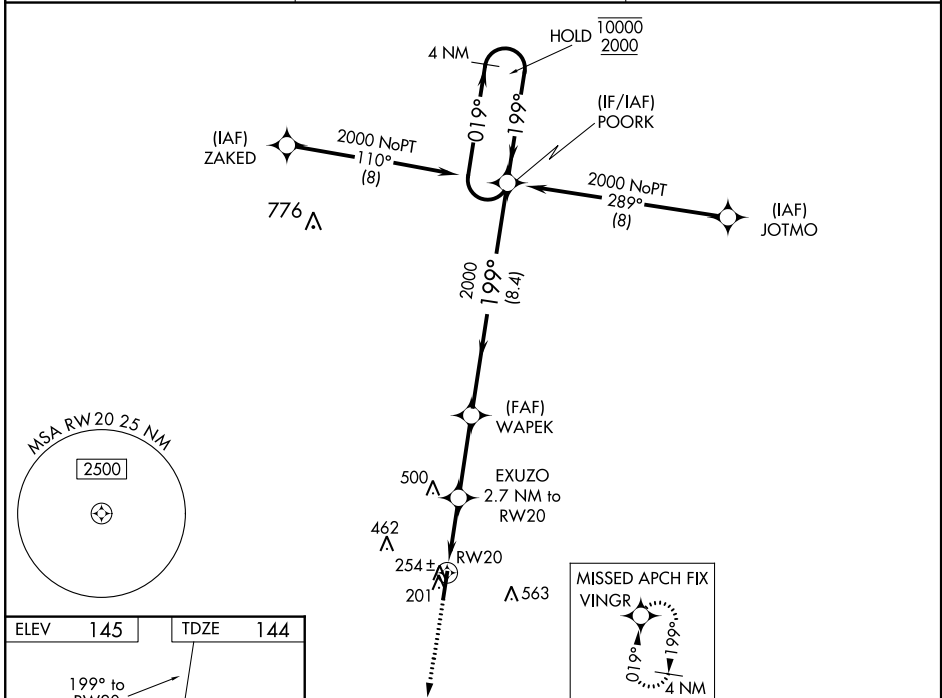 HOLD 10000
2000
4 NM
019°
199°
(IF/IAF)
POORK
(IAF)
ZAKED
2000 NoPT
110°
(8)
2000 NoPT
289°
(8)
(IAF)
JOTMO
776
2000
199°
(8.4)
(FAF)
WAPEK
MSA RW20 25 NM
2500
500
EXUZO
2.7 NM to
RW20
462
254 ±
RW20
201
563
MISSED APCH FIX
VINGR
019°
199°
4 NM
ELEV 145
TDZE 144
199° to